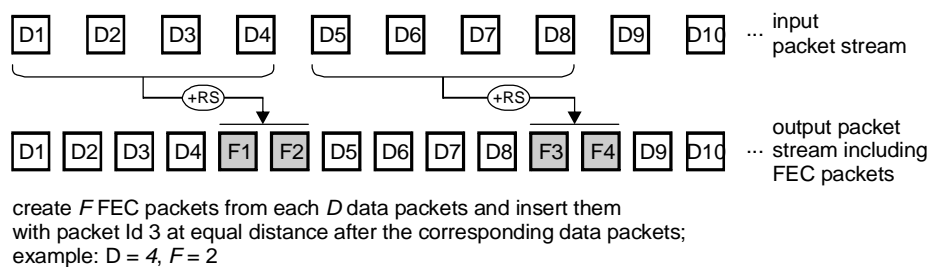 D1 D2 D3 D4 D5 D6 D7 D8 D9 D10 ... input
packet stream
+RS +RS
D1 D2 D3 D4 F1 F2 D5 D6 D7 D8 F3 F4 D9 D10 ... output packet
stream including
FEC packets
create F FEC packets from each D data packets and insert them
with packet Id 3 at equal distance after the corresponding data packets;
example: D = 4, F = 2